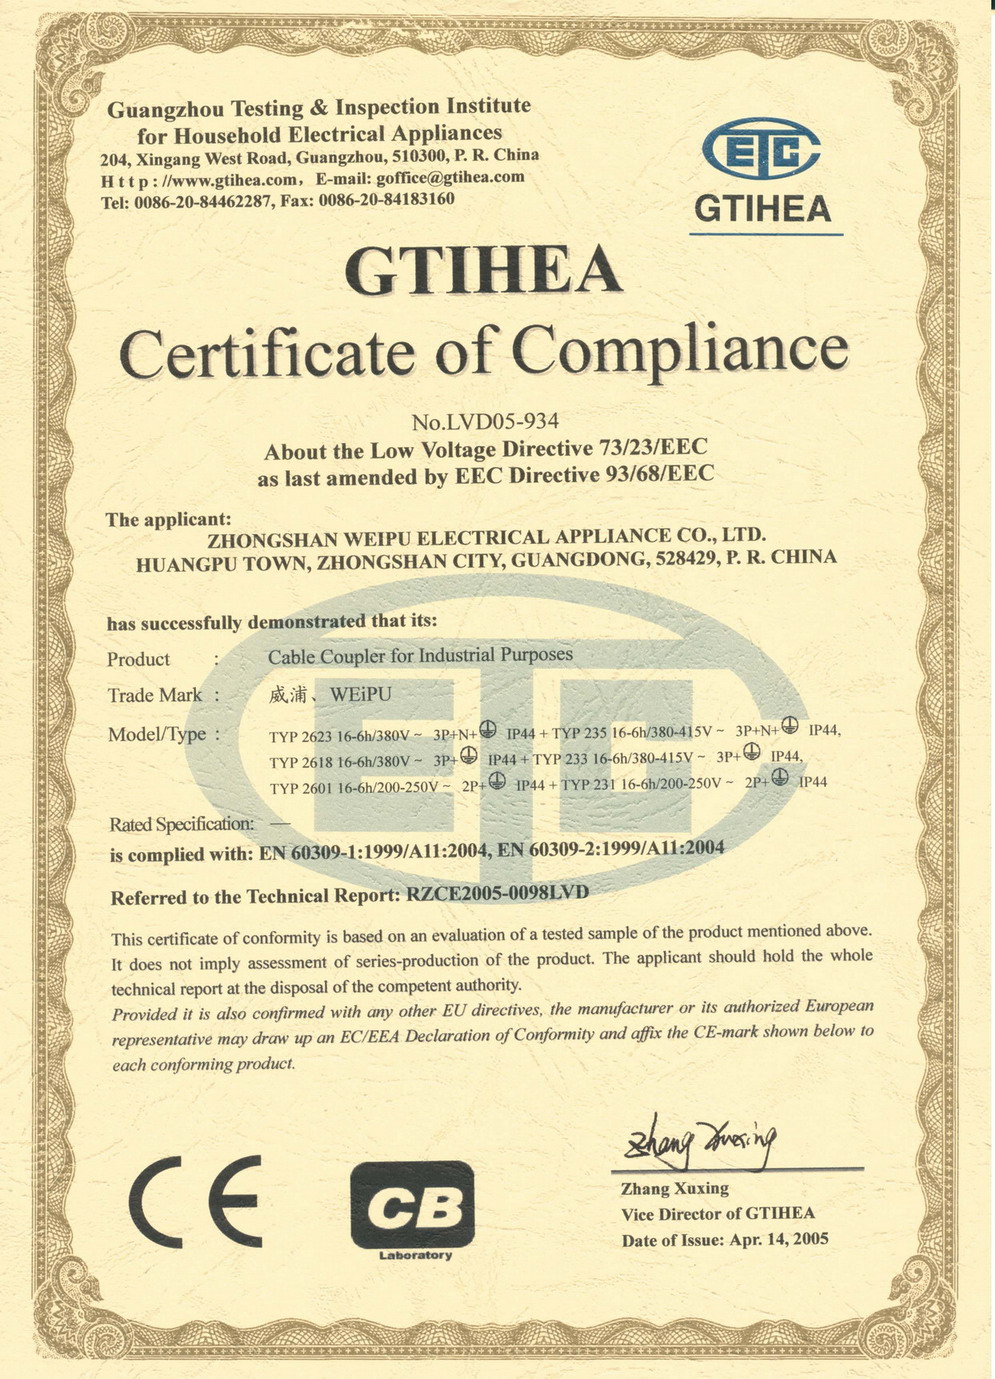 Guangzhou Testing & Inspection Institute
for Household Electrical Appliances
204, Xingang West Road, Guangzhou, 510300, P. R. China
Http://www.gtihea.com, E-mail: goffice@gtihea.com
Tel: 0086-20-84462287, Fax: 0086-20-84183160
ETC
GTIHEA
GTIHEA
Certificate of Compliance
No.LVD05-934
About the Low Voltage Directive 73/23/EEC
as last amended by EEC Directive 93/68/EEC
The applicant:
ZHONGSHAN WEIPU ELECTRICAL APPLIANCE CO., LTD.
HUANGPU TOWN, ZHONGSHAN CITY, GUANGDONG, 528429, P. R. CHINA
has successfully demonstrated that its:
Product : Cable Coupler for Industrial Purposes
Trade Mark : 威浦、WEiPU
Model/Type : TYP 2623 16-6h/380V ~ 3P+N+⏚ IP44 + TYP 235 16-6h/380-415V ~ 3P+N+⏚ IP44,
TYP 2618 16-6h/380V ~ 3P+⏚ IP44 + TYP 233 16-6h/380-415V ~ 3P+⏚ IP44,
TYP 2601 16-6h/200-250V ~ 2P+⏚ IP44 + TYP 231 16-6h/200-250V ~ 2P+⏚ IP44
Rated Specification: —
is complied with: EN 60309-1:1999/A11:2004, EN 60309-2:1999/A11:2004
Referred to the Technical Report: RZCE2005-0098LVD
This certificate of conformity is based on an evaluation of a tested sample of the product mentioned above.
It does not imply assessment of series-production of the product. The applicant should hold the whole
technical report at the disposal of the competent authority.
Provided it is also confirmed with any other EU directives, the manufacturer or its authorized European
representative may draw up an EC/EEA Declaration of Conformity and affix the CE-mark shown below to
each conforming product.
CE
CB
Laboratory
Zhang Xuxing
Zhang Xuxing
Vice Director of GTIHEA
Date of Issue: Apr. 14, 2005